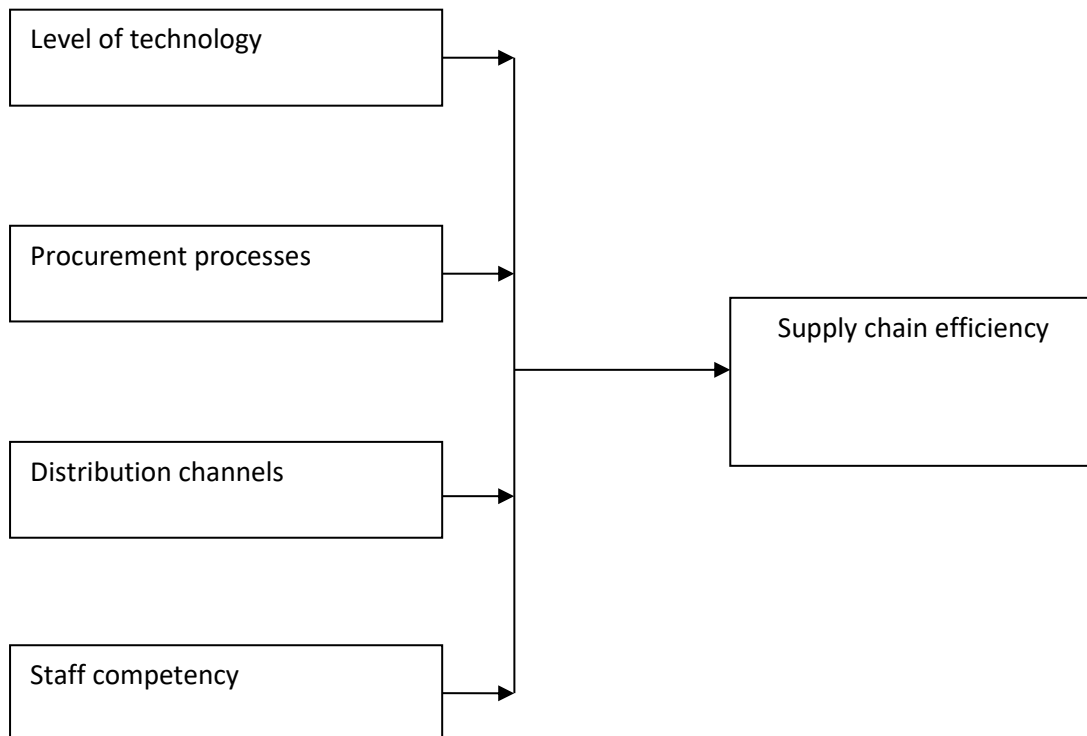 Level of technology
Procurement processes
Supply chain efficiency
Distribution channels
Staff competency